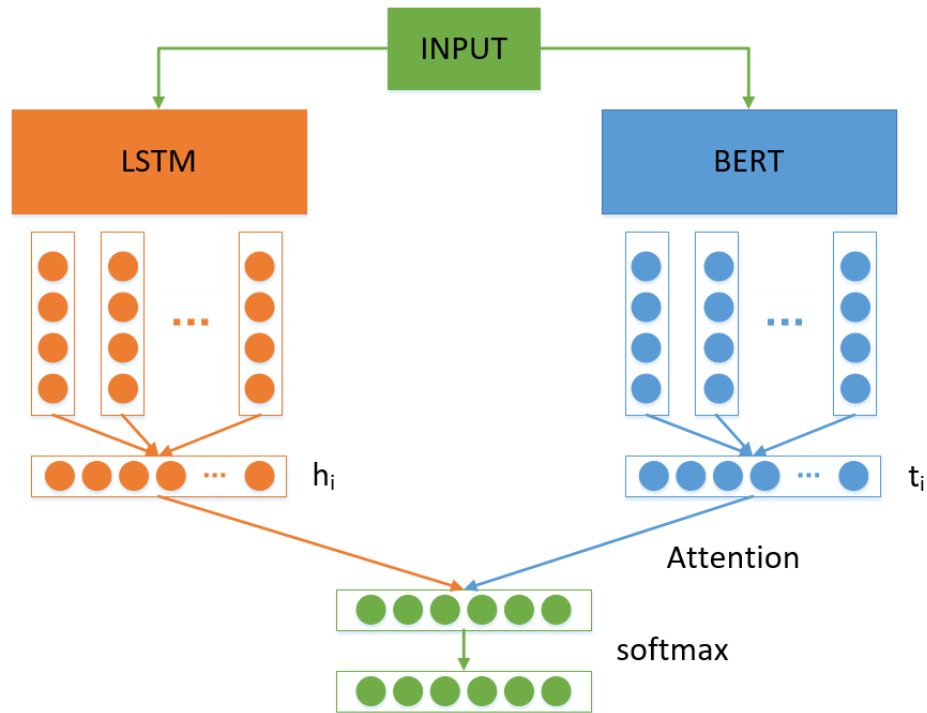 INPUT
LSTM
BERT
...
...
... hᵢ
... tᵢ
Attention
softmax